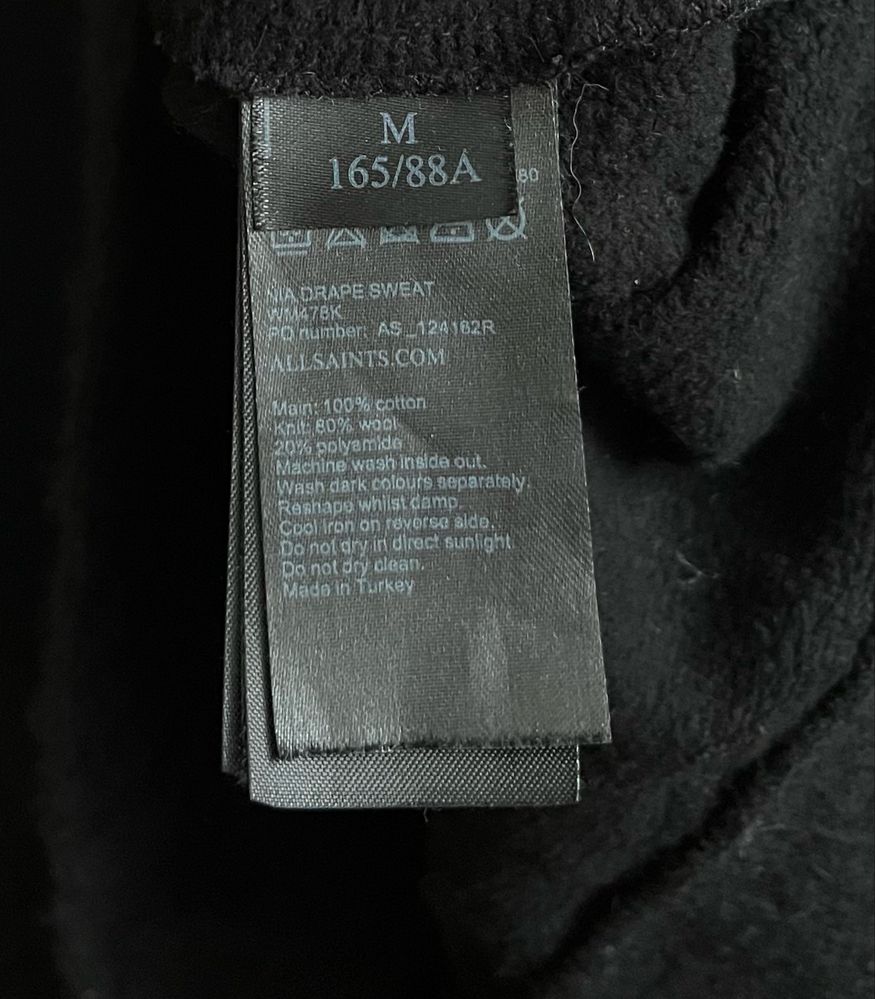 M
165/88A
80
VIA DRAPE SWEAT
WM478K
PO number: AS_124182R
ALLSAINTS.COM
Main: 100% cotton
Knit: 80% wool
20% polyamide
Machine wash inside out.
Wash dark colours separately.
Reshape whilst damp.
Cool iron on reverse side.
Do not dry in direct sunlight
Do not dry clean.
Made in Turkey